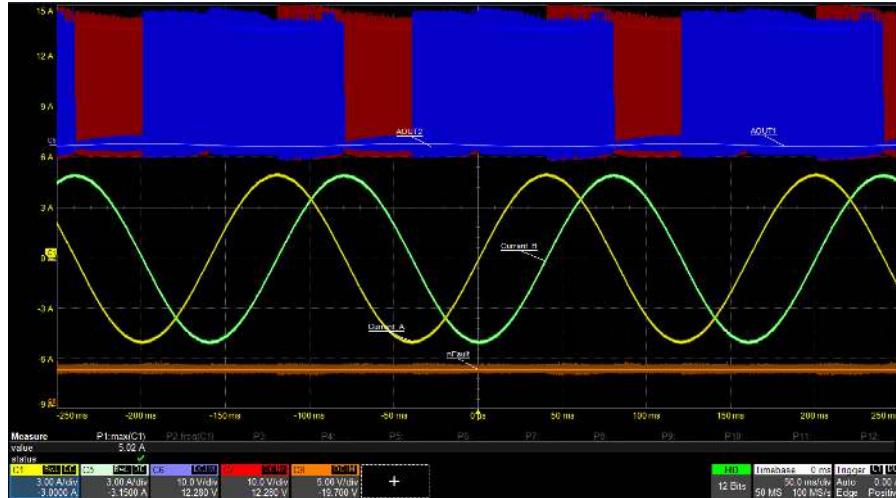 15 A
12 A
9 A
AOUT2
AOUT1
6 A
3 A
C1
Current_B
-3 A
Current_A
nFault
-6 A
-9 A
-250 ms
-200 ms
-150 ms
-100 ms
-50 ms
50 ms
100 ms
150 ms
200 ms
250 ms
Measure P1:max(C1) P2:freq(C1) P3: P4: P5: P6: P7: P8: P9: P10: P11: P12:
value 5.02 A
status
C1 C5 C6 C7 C8 HD Timebase 0 ms Trigger C1 DC
3.00 A/div 3.00 A/div 10.0 V/div 10.0 V/div 5.00 V/div + 12 Bits 50.0 ms/div Auto
-3.0000 A -3.1500 A 12.280 V 12.280 V -19.700 V 50 MS 100 MS/s Edge